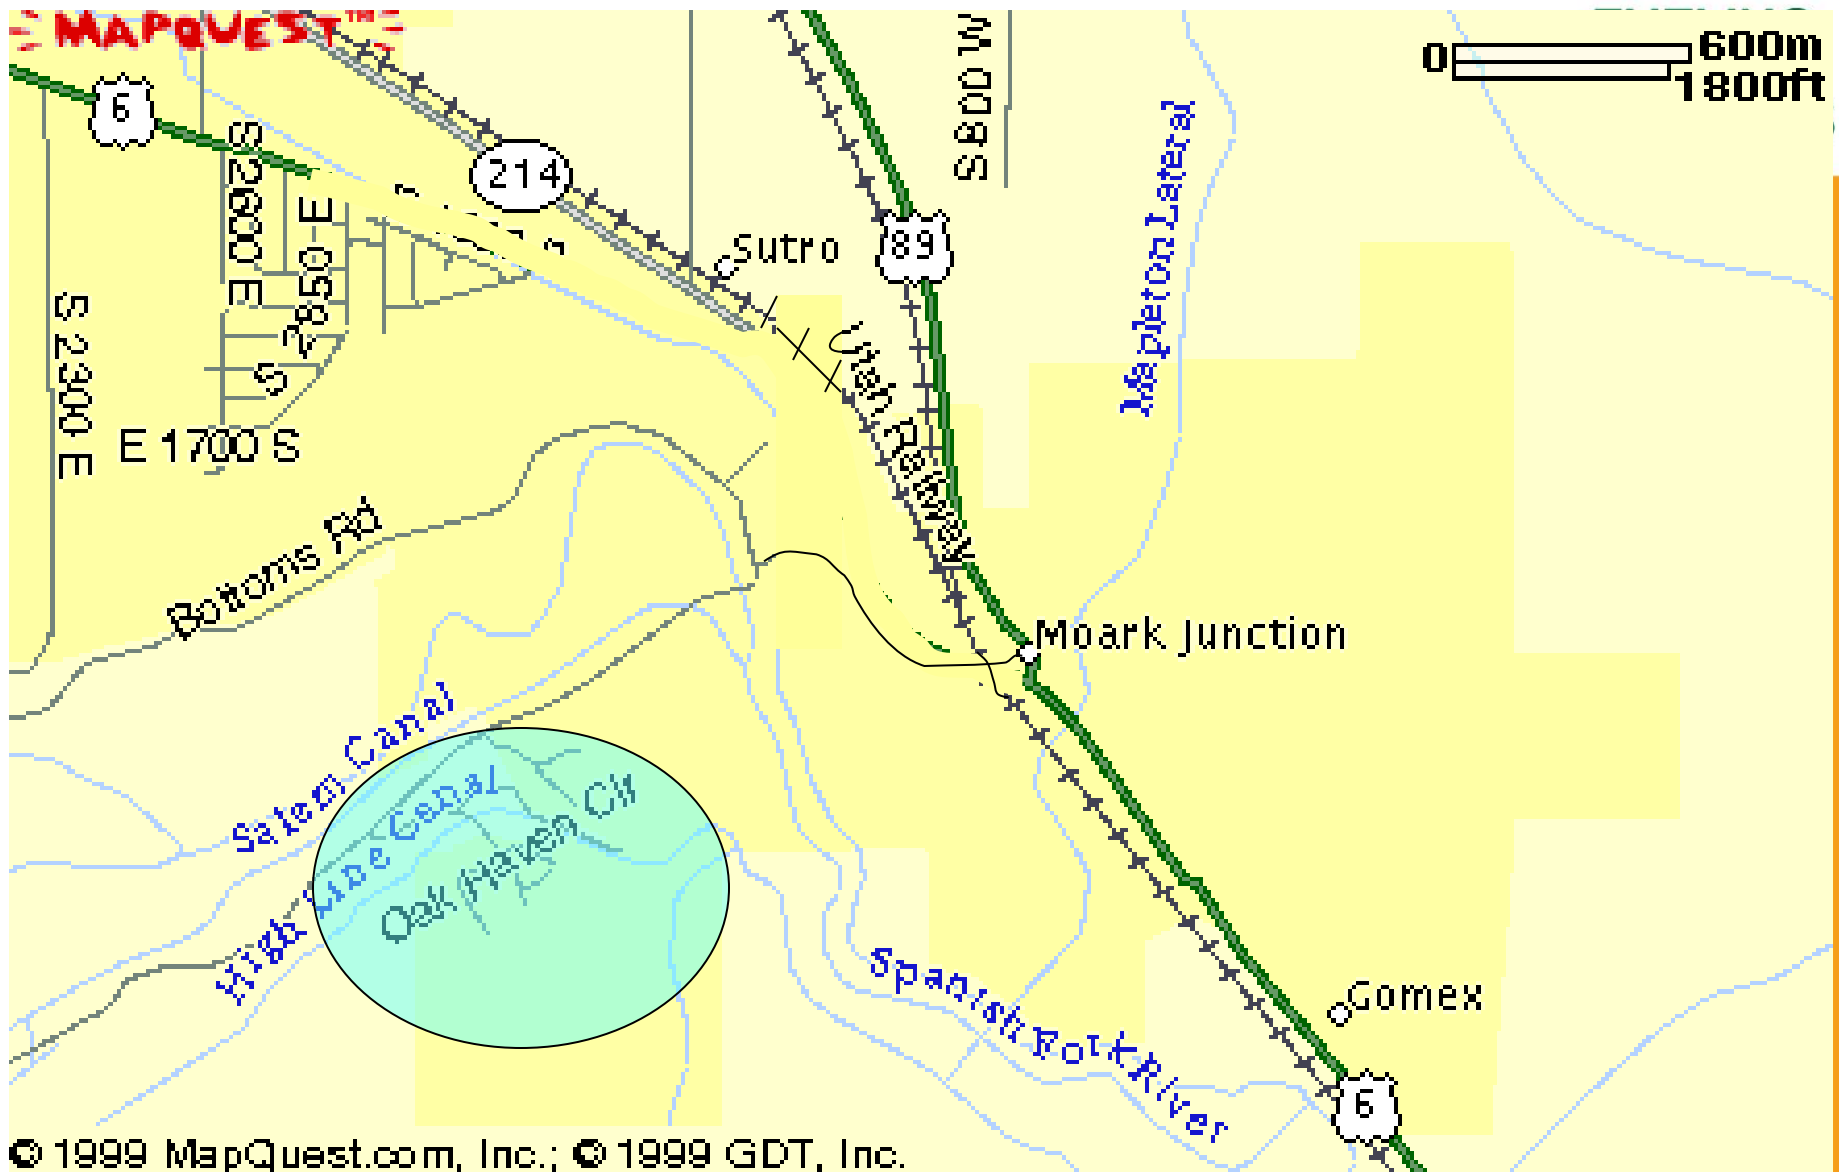 MAPQUEST™
0 600m
1800ft
6
S 800 W
214
89
Sutro
S 2600 E
S 2850 E
S 2300 E
E 1700 S
Utah Railway
Mapleton Lateral
Bottoms Rd
Moark Junction
Salem Canal
High Line Canal
Oak Haven Cir
Spanish Fork River
Gomex
6
© 1999 MapQuest.com, Inc.; © 1999 GDT, Inc.